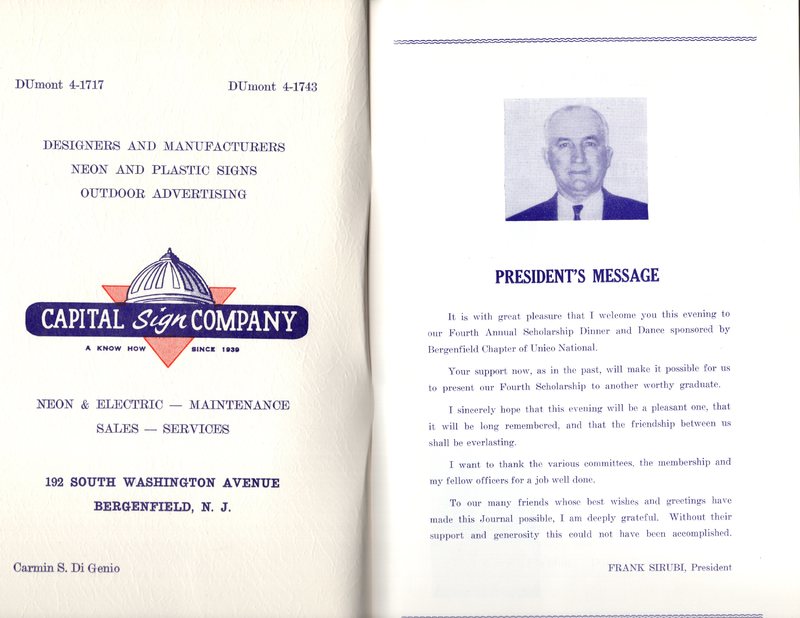 DUmont 4-1717
DUmont 4-1743
DESIGNERS AND MANUFACTURERS
NEON AND PLASTIC SIGNS
OUTDOOR ADVERTISING
CAPITAL Sign COMPANY
A KNOW HOW SINCE 1939
NEON & ELECTRIC — MAINTENANCE
SALES — SERVICES
192 SOUTH WASHINGTON AVENUE
BERGENFIELD, N. J.
Carmin S. Di Genio
PRESIDENT'S MESSAGE
It is with great pleasure that I welcome you this evening to
our Fourth Annual Scholarship Dinner and Dance sponsored by
Bergenfield Chapter of Unico National.
Your support now, as in the past, will make it possible for us
to present our Fourth Scholarship to another worthy graduate.
I sincerely hope that this evening will be a pleasant one, that
it will be long remembered, and that the friendship between us
shall be everlasting.
I want to thank the various committees, the membership and
my fellow officers for a job well done.
To our many friends whose best wishes and greetings have
made this Journal possible, I am deeply grateful. Without their
support and generosity this could not have been accomplished.
FRANK SIRUBI, President